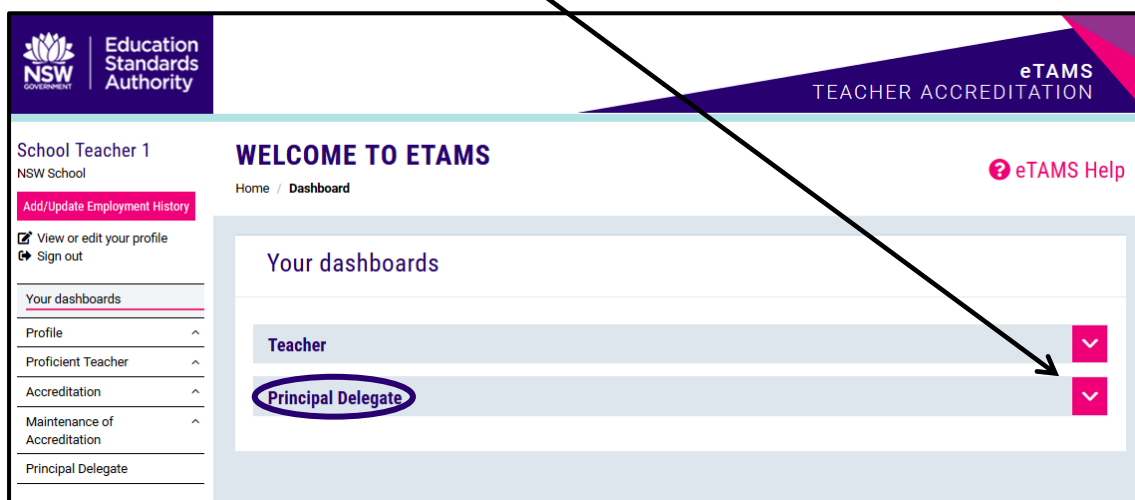 NSW
GOVERNMENT
Education
Standards
Authority
eTAMS
TEACHER ACCREDITATION
School Teacher 1
NSW School
Add/Update Employment History
View or edit your profile
Sign out
Your dashboards
Profile
Proficient Teacher
Accreditation
Maintenance of
Accreditation
Principal Delegate
WELCOME TO ETAMS
Home / Dashboard
? eTAMS Help
Your dashboards
Teacher
Principal Delegate